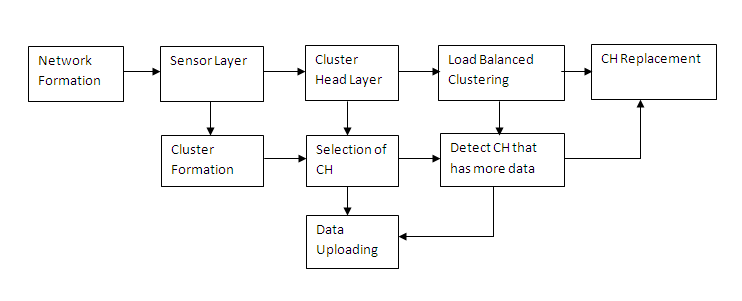 Network
Formation
Sensor Layer
Cluster
Head Layer
Load Balanced
Clustering
CH Replacement
Cluster
Formation
Selection of
CH
Detect CH that
has more data
Data
Uploading